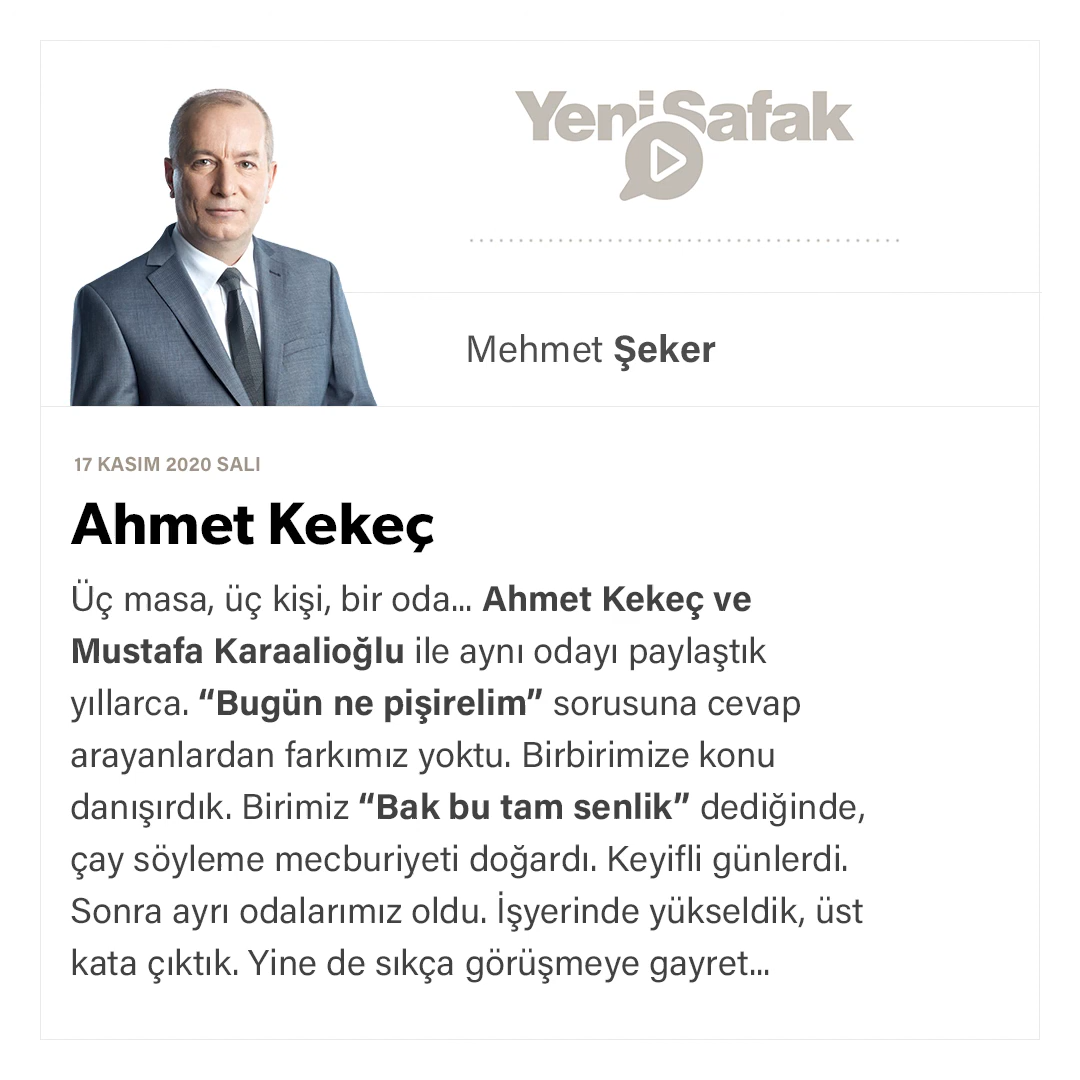 YeniSafak
Mehmet Şeker
17 KASIM 2020 SALI
Ahmet Kekeç
Üç masa, üç kişi, bir oda... Ahmet Kekeç ve
Mustafa Karaalioğlu ile aynı odayı paylaştık
yıllarca. “Bugün ne pişirelim” sorusuna cevap
arayanlardan farkımız yoktu. Birbirimize konu
danışırdık. Birimiz “Bak bu tam senlik” dediğinde,
çay söyleme mecburiyeti doğardı. Keyifli günlerdi.
Sonra ayrı odalarımız oldu. İşyerinde yükseldik, üst
kata çıktık. Yine de sıkça görüşmeye gayret...